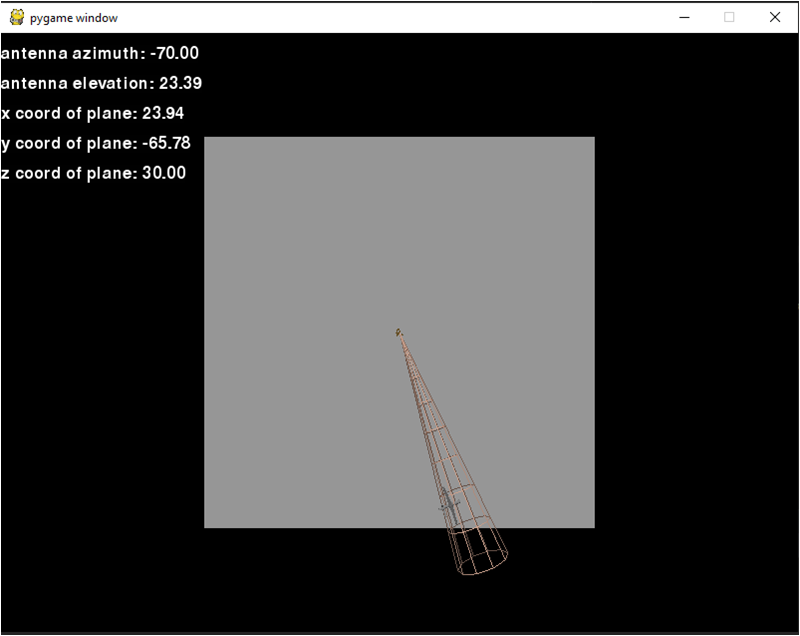 pygame window
antenna azimuth: -70.00
antenna elevation: 23.39
x coord of plane: 23.94
y coord of plane: -65.78
z coord of plane: 30.00